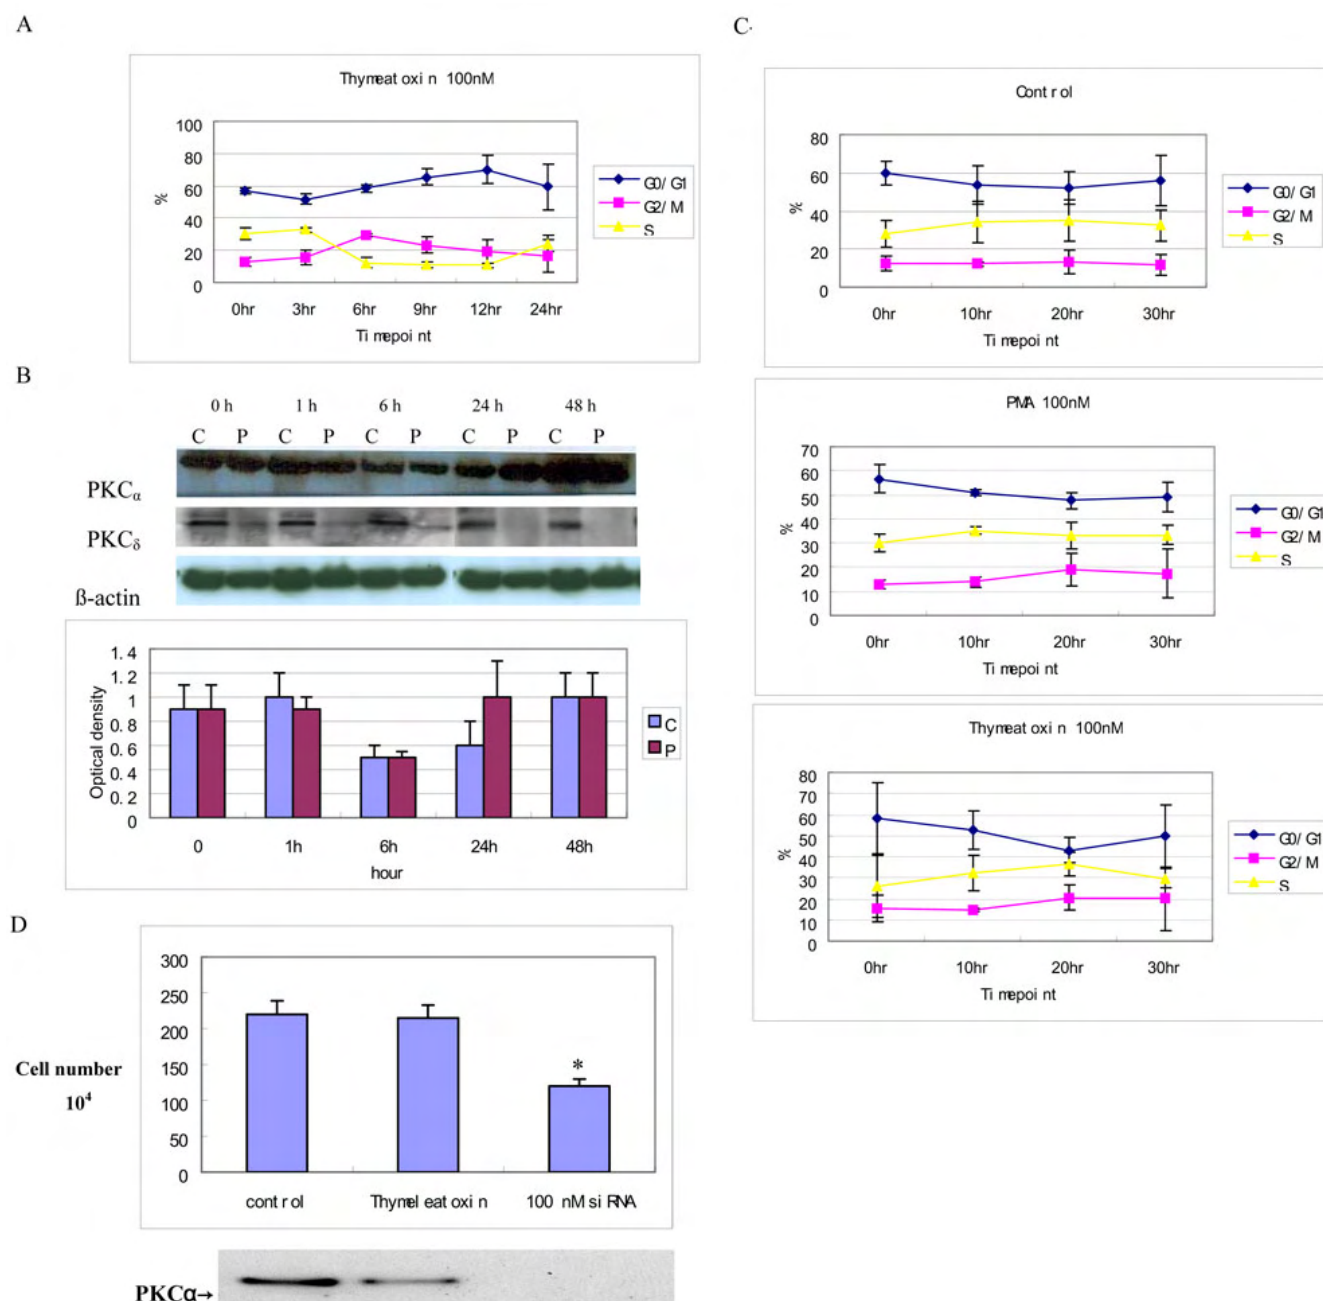 A
Thymeatoxin 100nM
100
80
60
40
20
0
%
0hr 3hr 6hr 9hr 12hr 24hr
Timepoint
G0/G1
G2/M
S
B
0 h 1 h 6 h 24 h 48 h
C P C P C P C P C P
PKCα
PKCδ
ß-actin
1.4
1.2
1
0.8
0.6
0.4
0.2
0
Optical density
0 1h 6h 24h 48h
hour
C
P
C.
Control
80
60
40
20
0
%
0hr 10hr 20hr 30hr
Timepoint
G0/G1
G2/M
S
PMA 100nM
70
60
50
40
30
20
10
0
%
0hr 10hr 20hr 30hr
Timepoint
G0/G1
G2/M
S
Thymeatoxin 100nM
80
70
60
50
40
30
20
10
0
%
0hr 10hr 20hr 30hr
Timepoint
G0/G1
G2/M
S
D
300
250
200
150
100
50
0
Cell number
10⁴
*
control Thymeleatoxin 100 nM siRNA
PKCα→